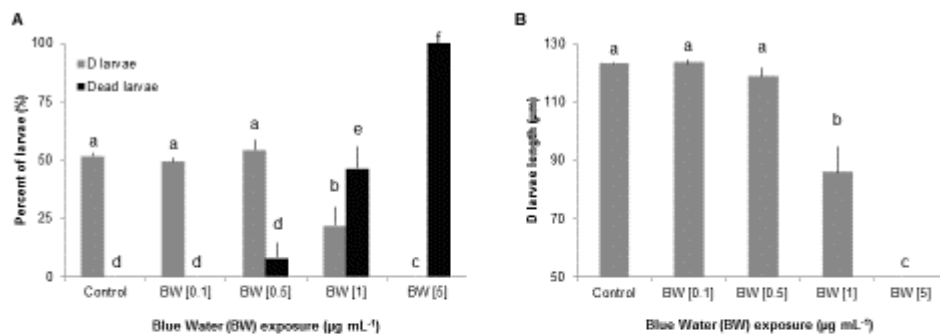 A
100
75
50
25
0
Percent of larvae (%)
D larvae
Dead larvae
a
d
a
d
a
d
b
e
c
f
Control
BW [0.1]
BW [0.5]
BW [1]
BW [5]
Blue Water (BW) exposure (µg mL⁻¹)
B
130
110
90
70
50
D larvae length (µm)
a
a
a
b
c
Control
BW [0.1]
BW [0.5]
BW [1]
BW [5]
Blue Water (BW) exposure (µg mL⁻¹)